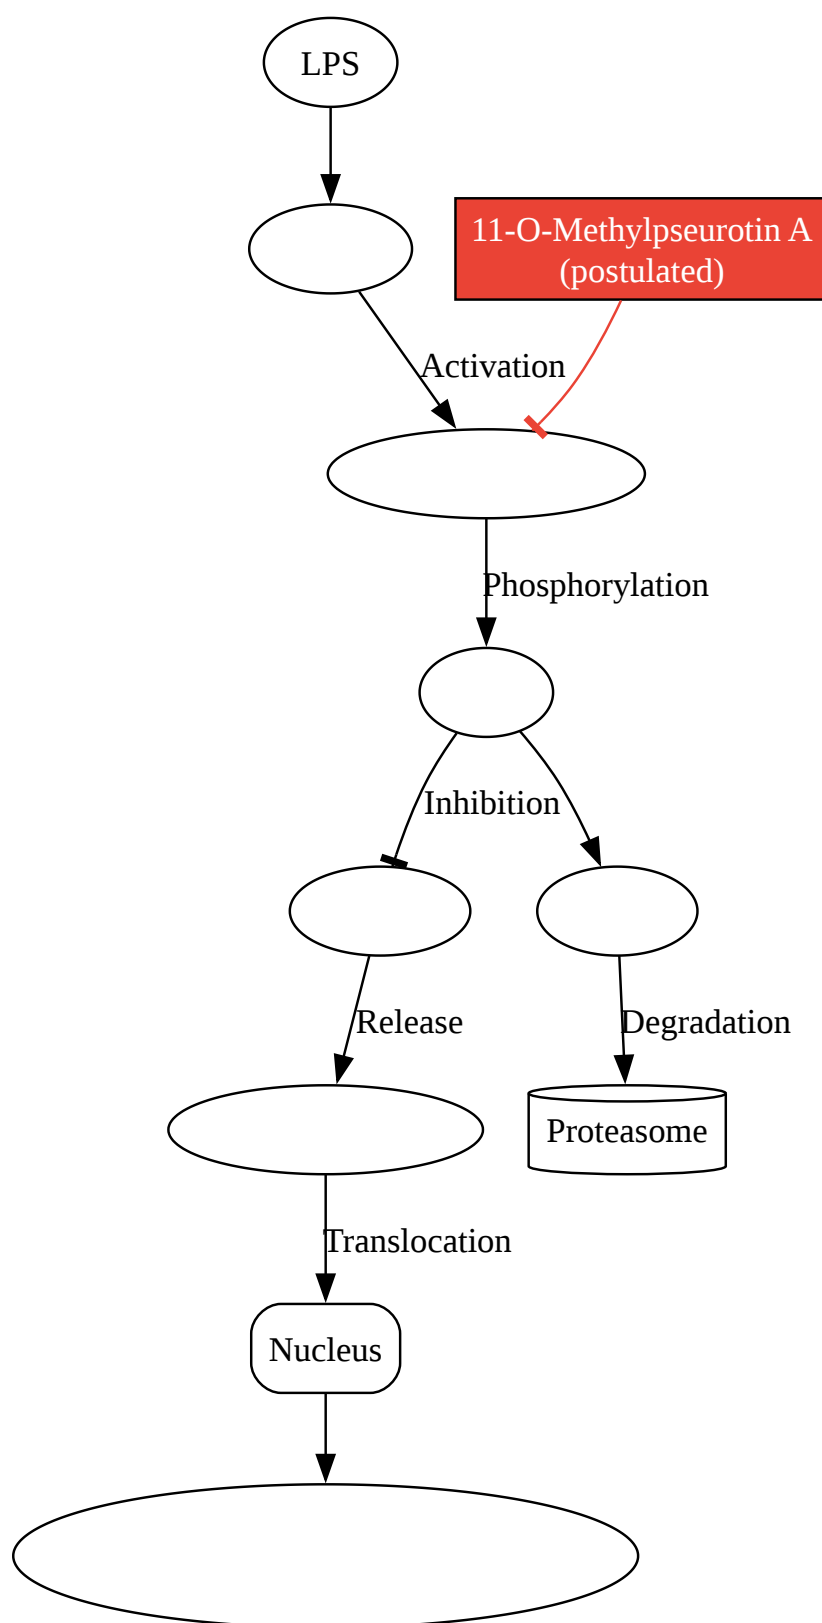 LPS
11-O-Methylpseurotin A
(postulated)
Activation
Phosphorylation
Inhibition
Release
Degradation
Proteasome
Translocation
Nucleus